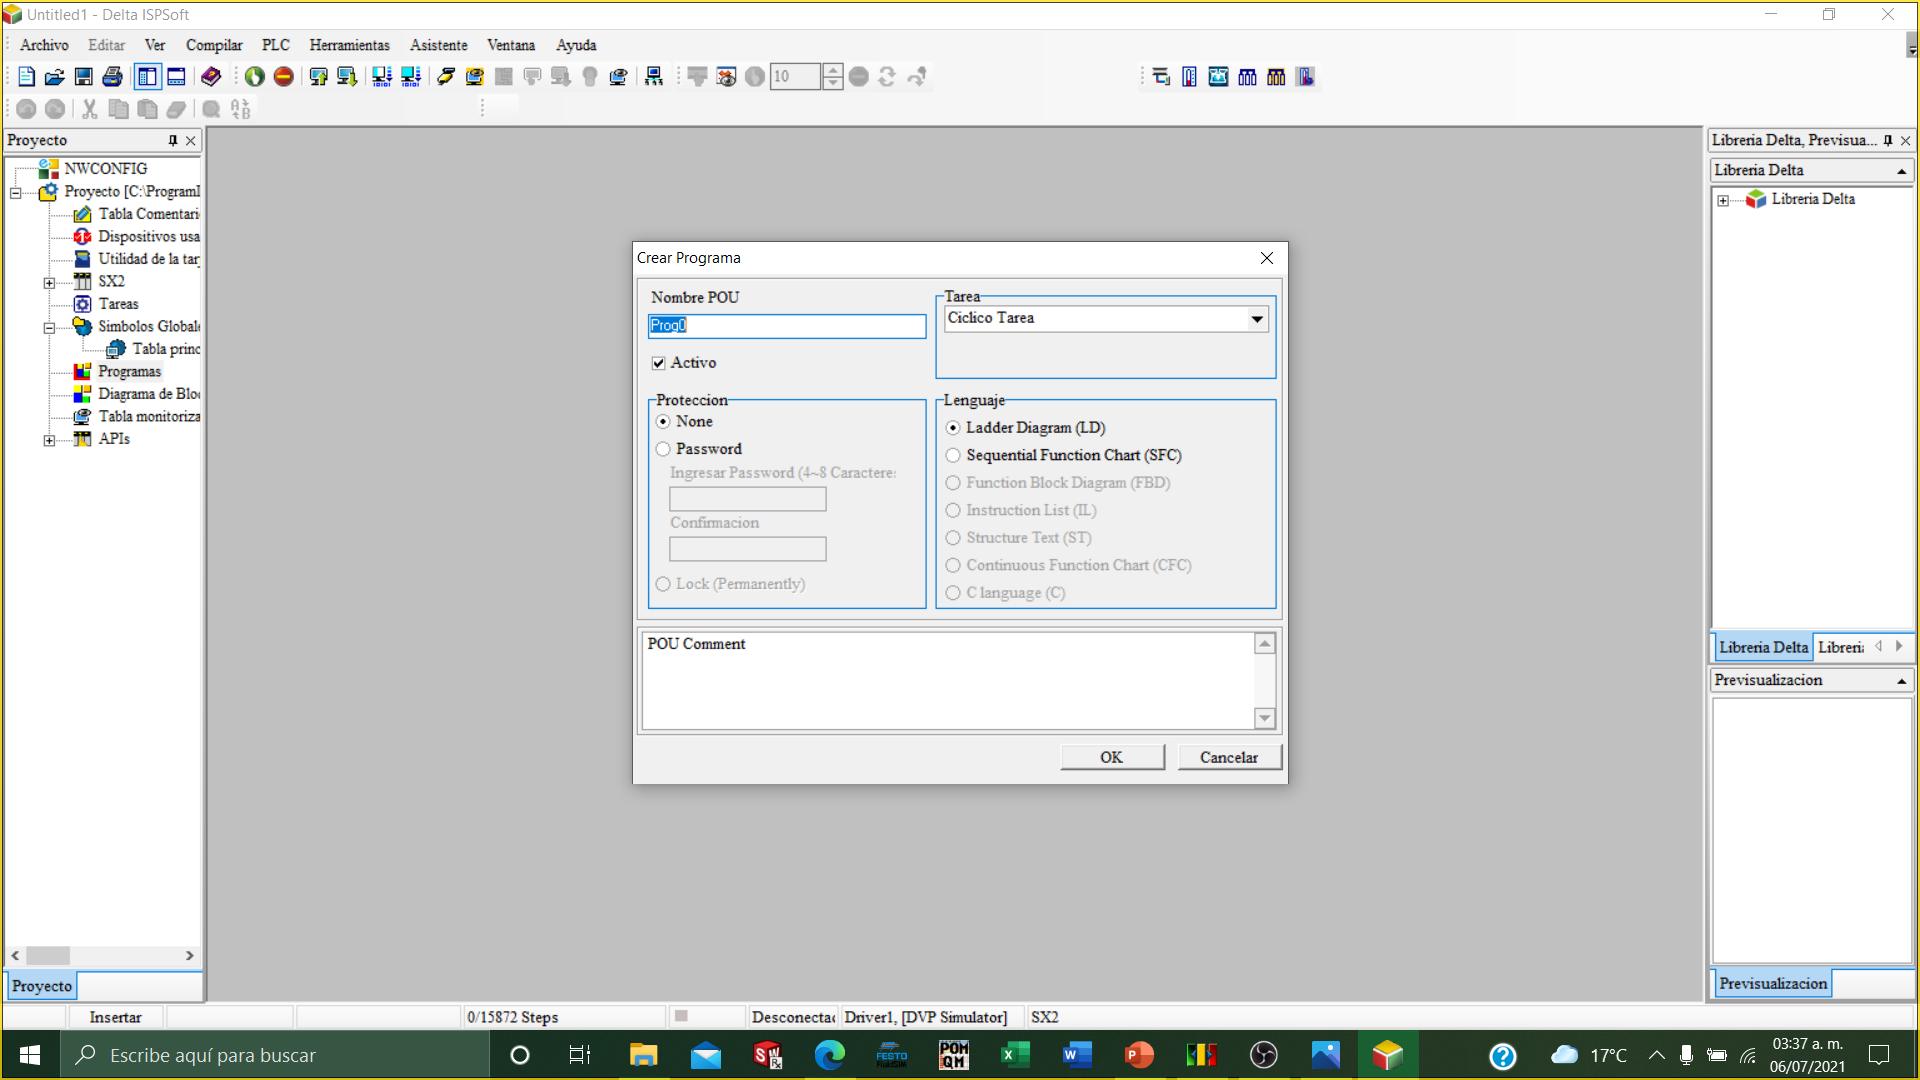 Untitled1 - Delta ISPSoft
Archivo Editar Ver Compilar PLC Herramientas Asistente Ventana Ayuda
10
Proyecto
NWCONFIG
Proyecto [C:\Program
Tabla Comentari
Dispositivos usa
Utilidad de la tar
SX2
Tareas
Simbolos Globale
Tabla princ
Programas
Diagrama de Blo
Tabla monitoriza
APIs
Proyecto
Crear Programa
Nombre POU
Prog0
Activo
Tarea
Ciclico Tarea
Proteccion
None
Password
Ingresar Password (4~8 Caractere
Confirmacion
Lock (Permanently)
Lenguaje
Ladder Diagram (LD)
Sequential Function Chart (SFC)
Function Block Diagram (FBD)
Instruction List (IL)
Structure Text (ST)
Continuous Function Chart (CFC)
C language (C)
POU Comment
OK
Cancelar
Libreria Delta, Previsua...
Libreria Delta
Libreria Delta
Libreria Delta Libreri
Previsualizacion
Previsualizacion
Insertar
0/15872 Steps
Desconectad
Driver1, [DVP Simulator]
SX2
Escribe aquí para buscar
FESTO
17°C
03:37 a. m.
06/07/2021